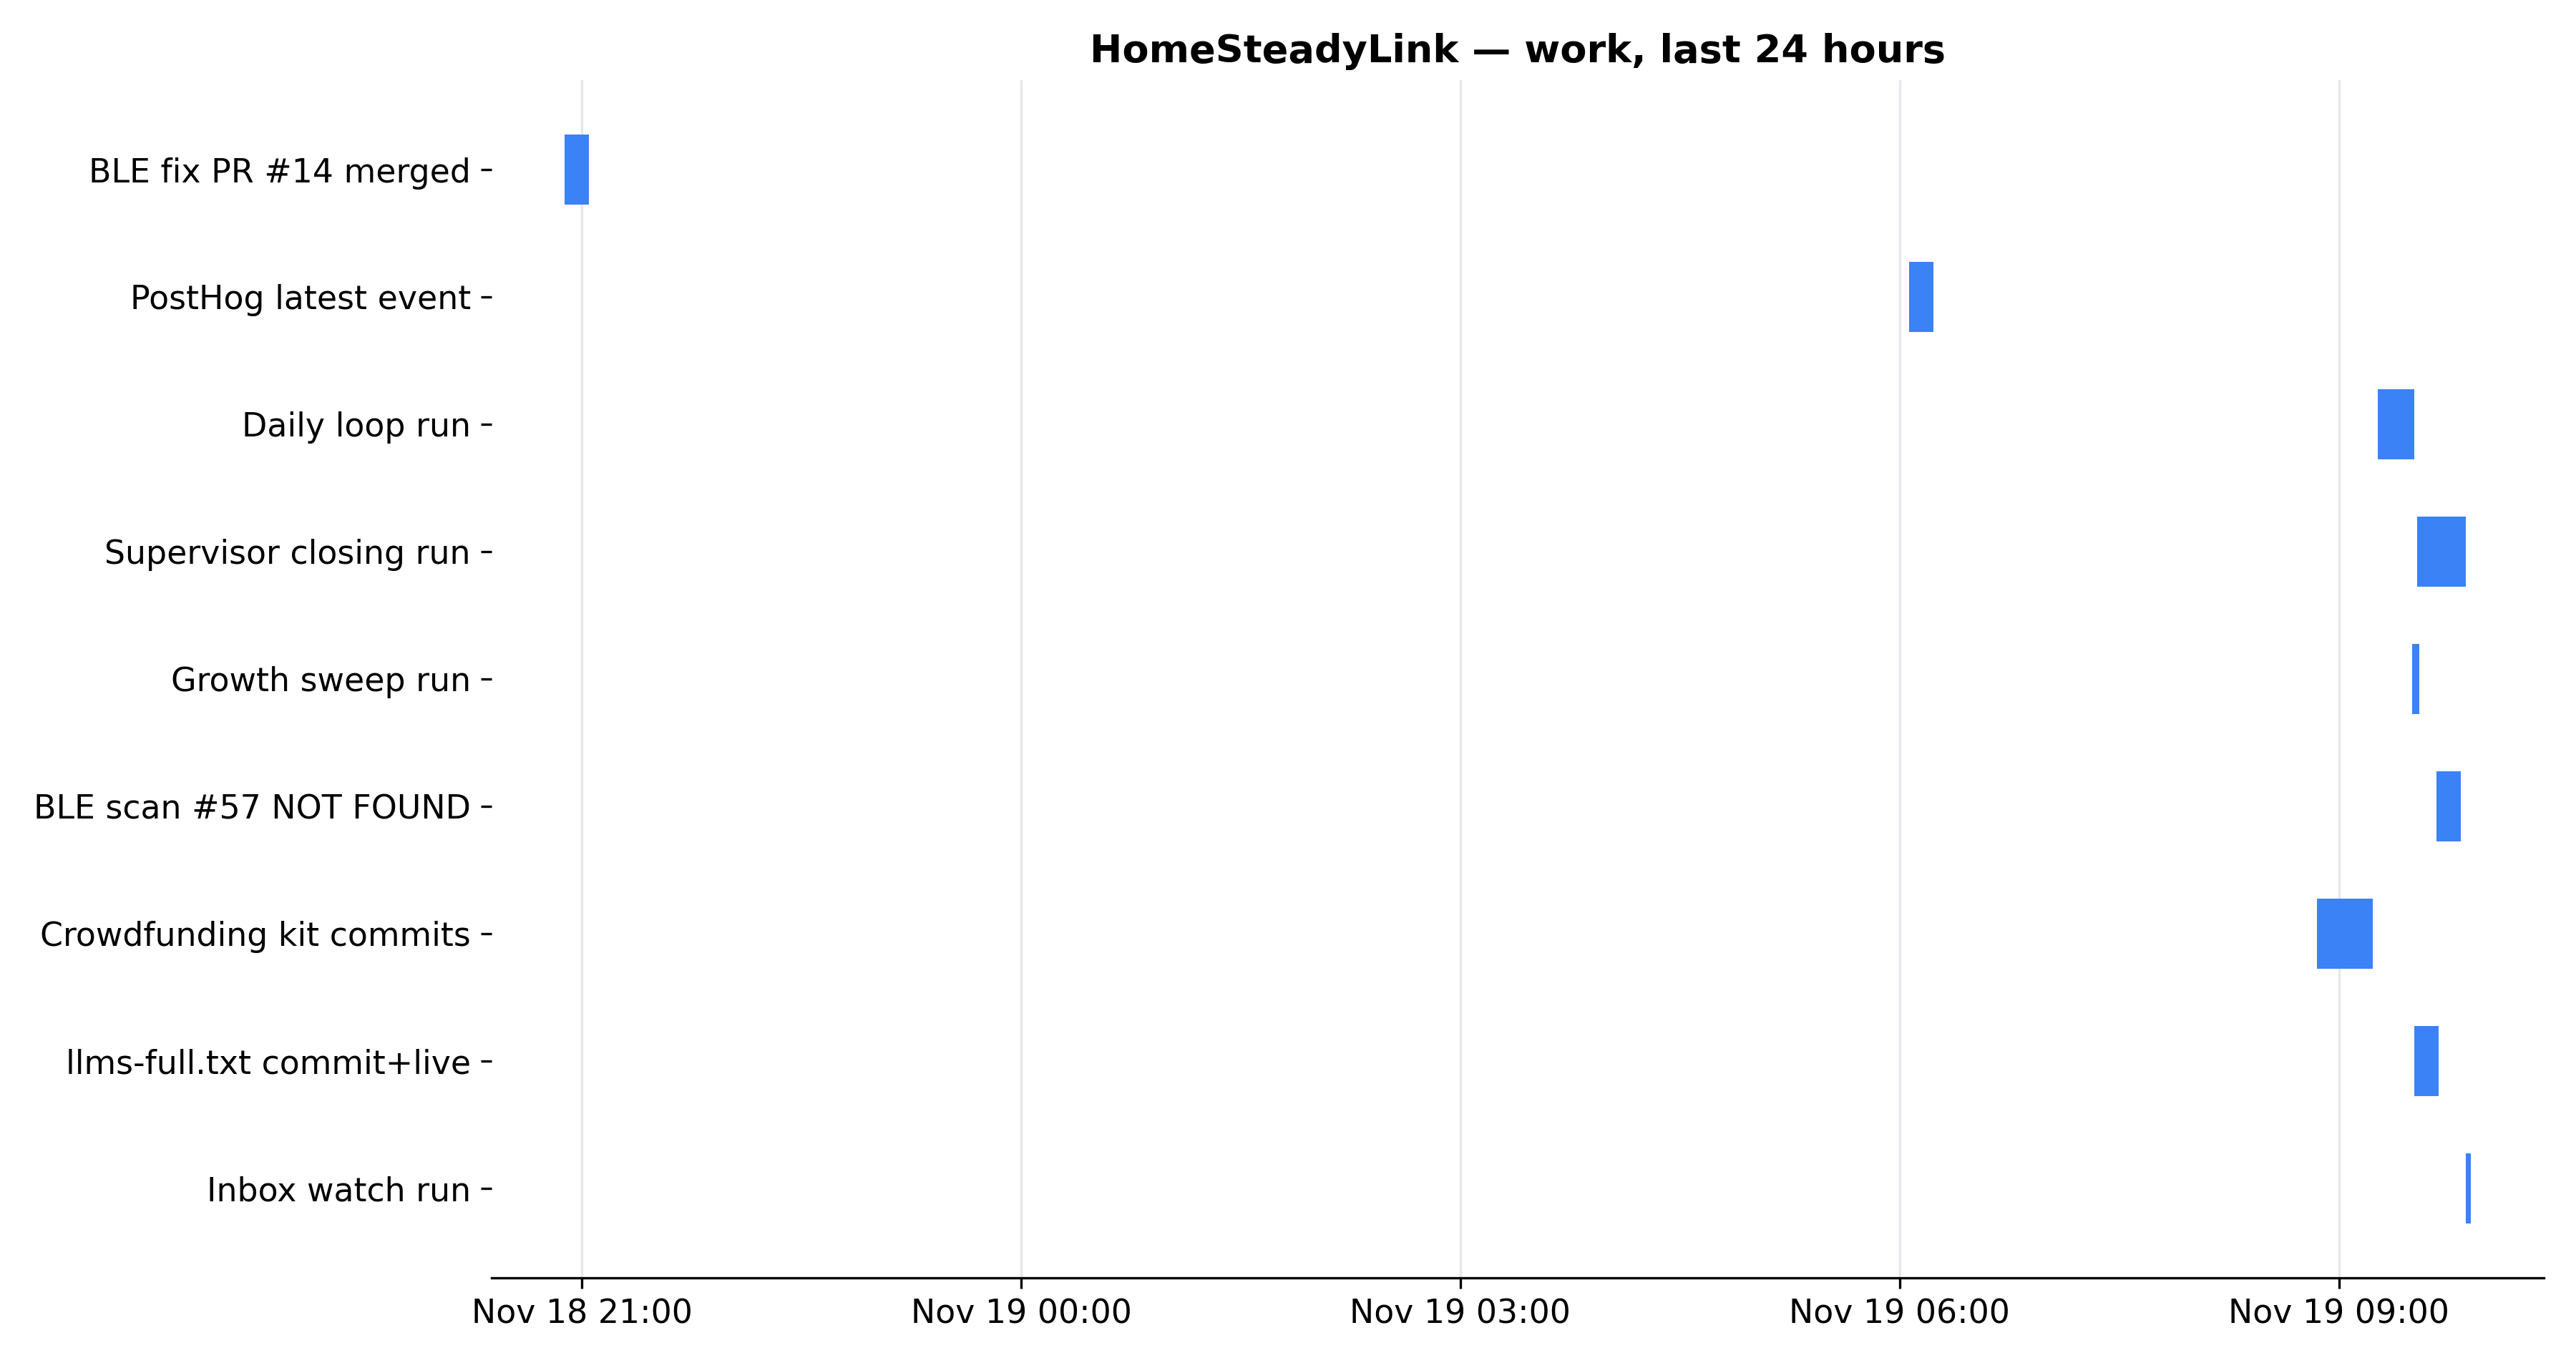 HomeSteadyLink — work, last 24 hours
BLE fix PR #14 merged
PostHog latest event
Daily loop run
Supervisor closing run
Growth sweep run
BLE scan #57 NOT FOUND
Crowdfunding kit commits
llms-full.txt commit+live
Inbox watch run
Nov 18 21:00
Nov 19 00:00
Nov 19 03:00
Nov 19 06:00
Nov 19 09:00